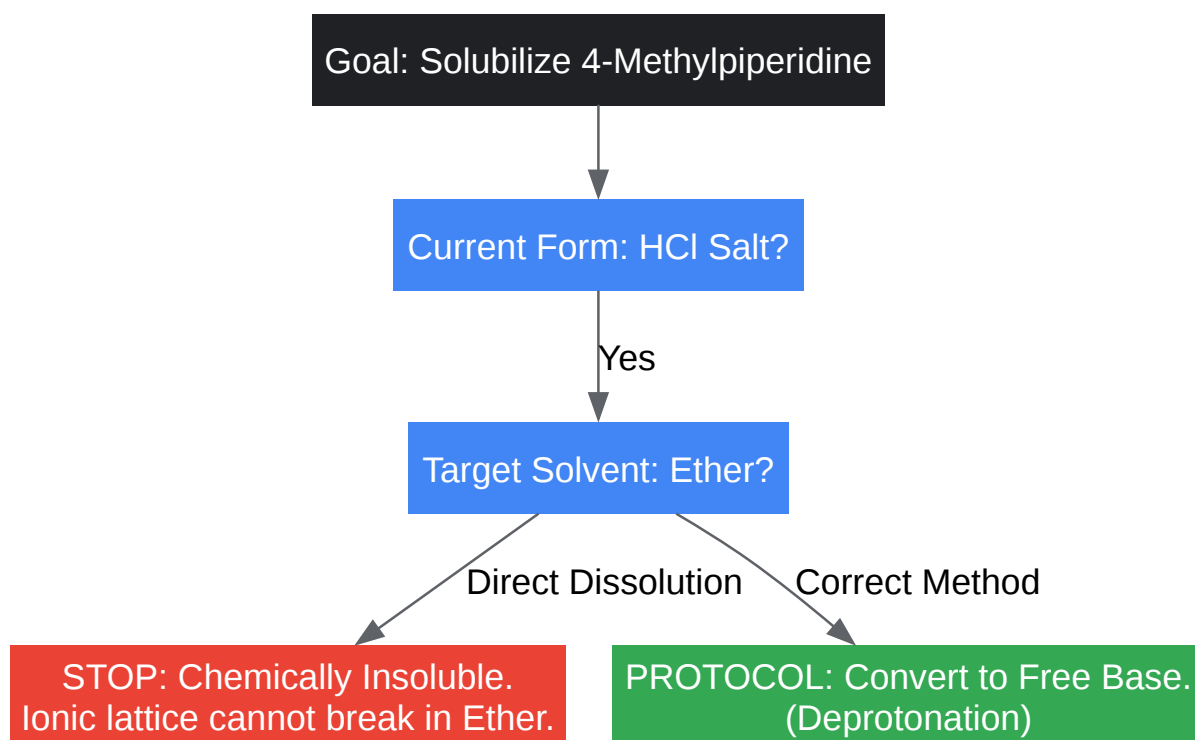 Goal: Solubilize 4-Methylpiperidine
Current Form: HCl Salt?
Yes
Target Solvent: Ether?
Direct Dissolution
Correct Method
STOP: Chemically Insoluble.
Ionic lattice cannot break in Ether.
PROTOCOL: Convert to Free Base.
(Deprotonation)